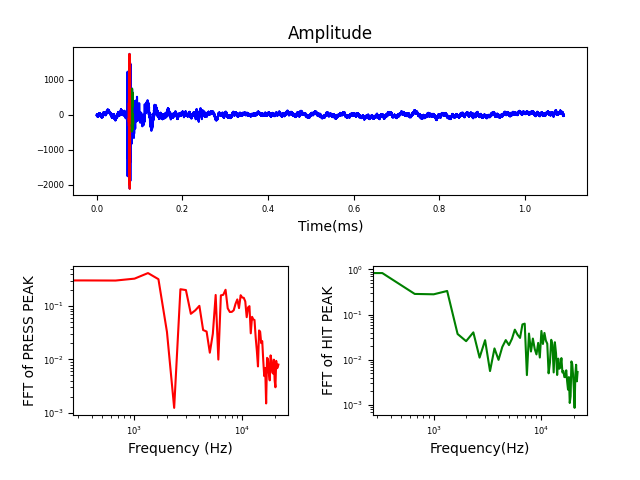 Amplitude
1000
0
−1000
−2000
0.0 0.2 0.4 0.6 0.8 1.0
Time(ms)
FFT of PRESS PEAK
10⁻¹
10⁻²
10⁻³
10³ 10⁴
Frequency (Hz)
FFT of HIT PEAK
10⁰
10⁻¹
10⁻²
10⁻³
10³ 10⁴
Frequency(Hz)